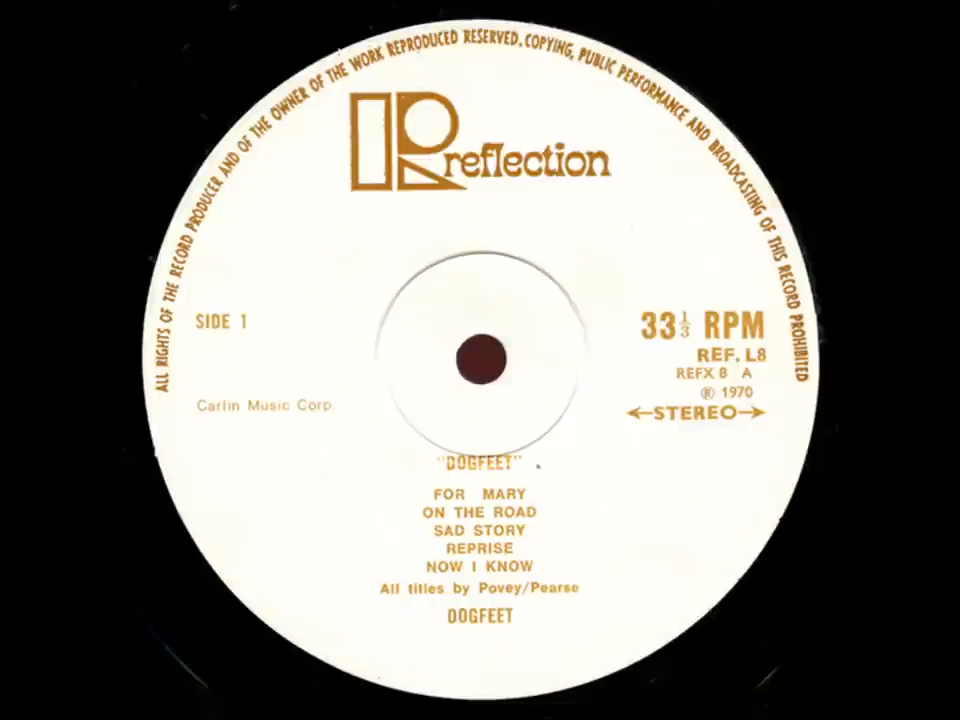 ALL RIGHTS OF THE RECORD PRODUCER AND OF THE OWNER OF THE WORK REPRODUCED RESERVED. COPYING, PUBLIC PERFORMANCE AND BROADCASTING OF THIS RECORD PROHIBITED
reflection
SIDE 1
33⅓ RPM
REF. L8
REFX 8 A
Ⓡ 1970
←STEREO→
Carlin Music Corp
"DOGFEET"
FOR MARY
ON THE ROAD
SAD STORY
REPRISE
NOW I KNOW
All titles by Povey/Pearse
DOGFEET